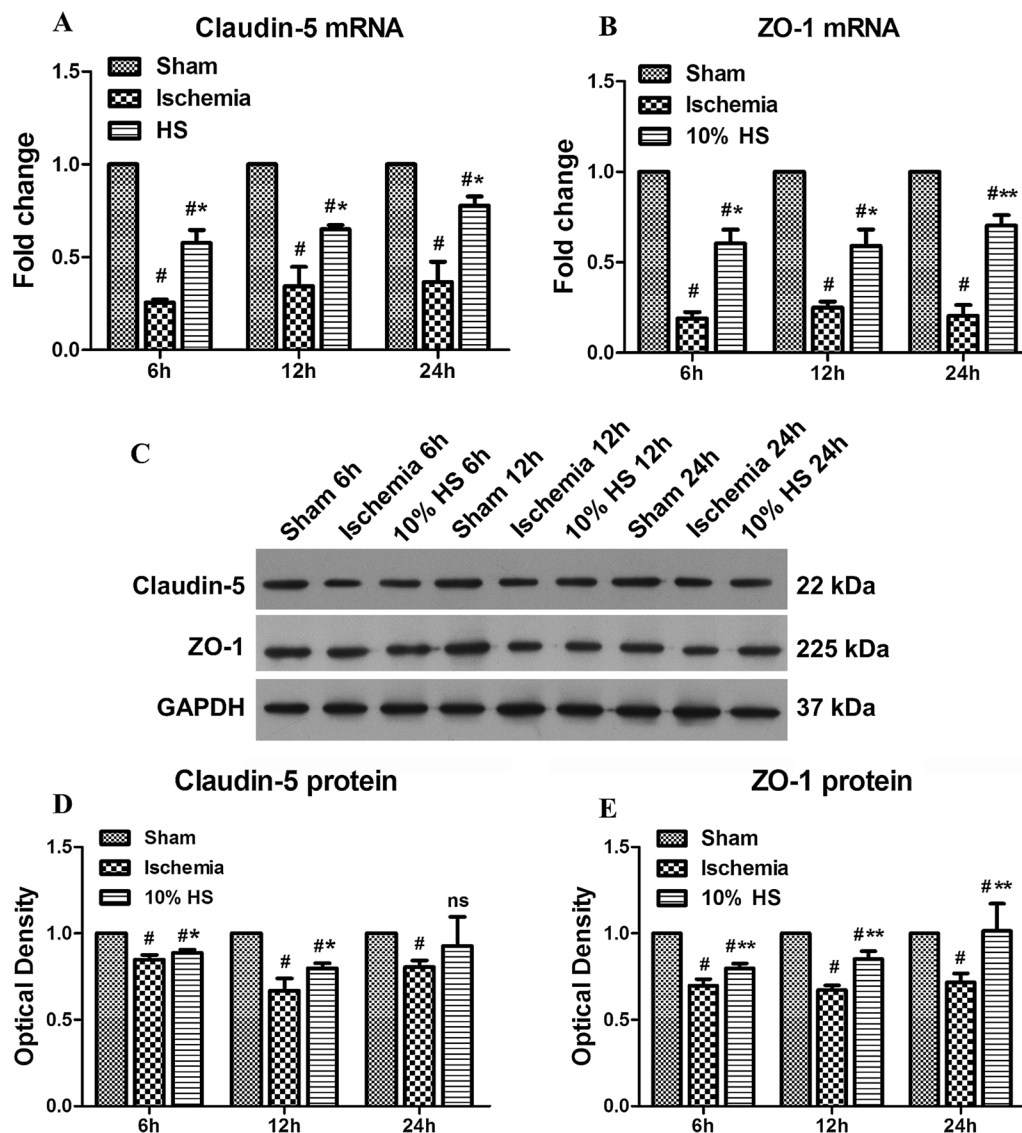 A
Claudin-5 mRNA
Sham
Ischemia
HS
Fold change
1.5
1.0
0.5
0.0
#
#*
#
#*
#
#*
6h
12h
24h
B
ZO-1 mRNA
Sham
Ischemia
10% HS
Fold change
1.5
1.0
0.5
0.0
#
#*
#
#*
#
#**
6h
12h
24h
C
Sham 6h
Ischemia 6h
10% HS 6h
Sham 12h
Ischemia 12h
10% HS 12h
Sham 24h
Ischemia 24h
10% HS 24h
Claudin-5
22 kDa
ZO-1
225 kDa
GAPDH
37 kDa
D
Claudin-5 protein
Sham
Ischemia
10% HS
Optical Density
1.5
1.0
0.5
0.0
#
#*
#
#*
#
ns
6h
12h
24h
E
ZO-1 protein
Sham
Ischemia
10% HS
Optical Density
1.5
1.0
0.5
0.0
#
#**
#
#**
#
#**
6h
12h
24h